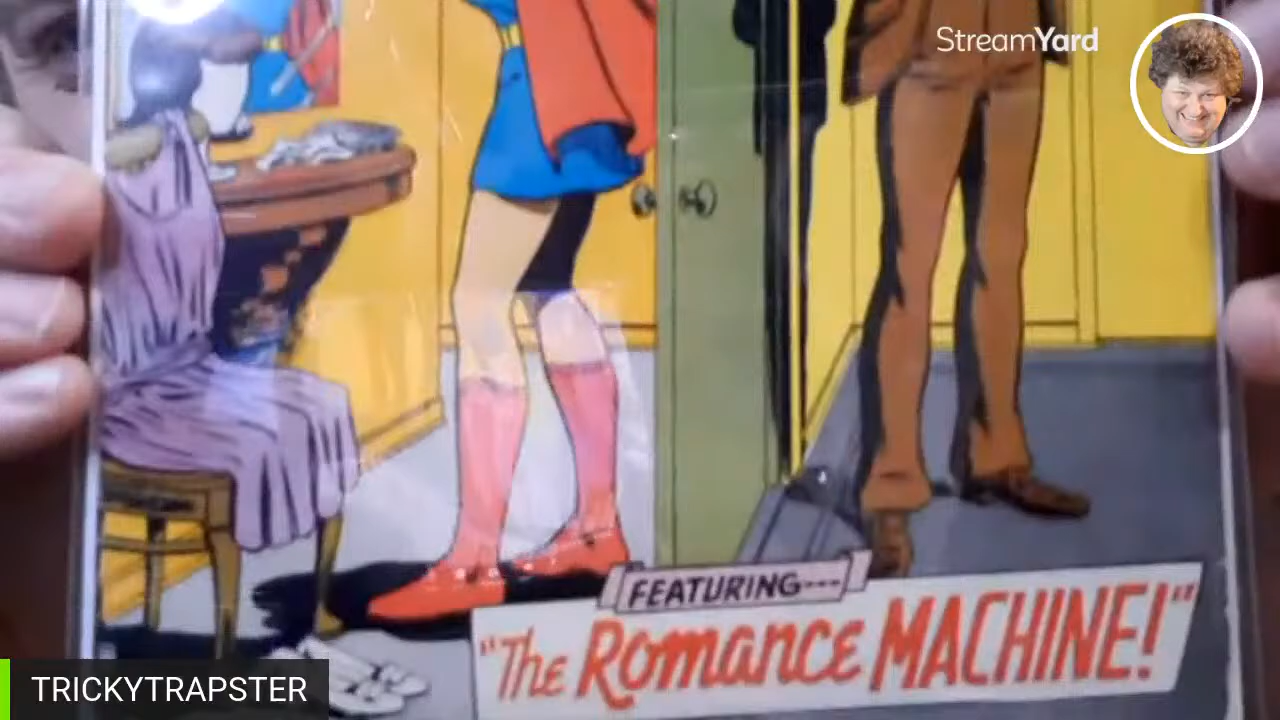 StreamYard
FEATURING---
"The Romance MACHINE!"
TRICKYTRAPSTER